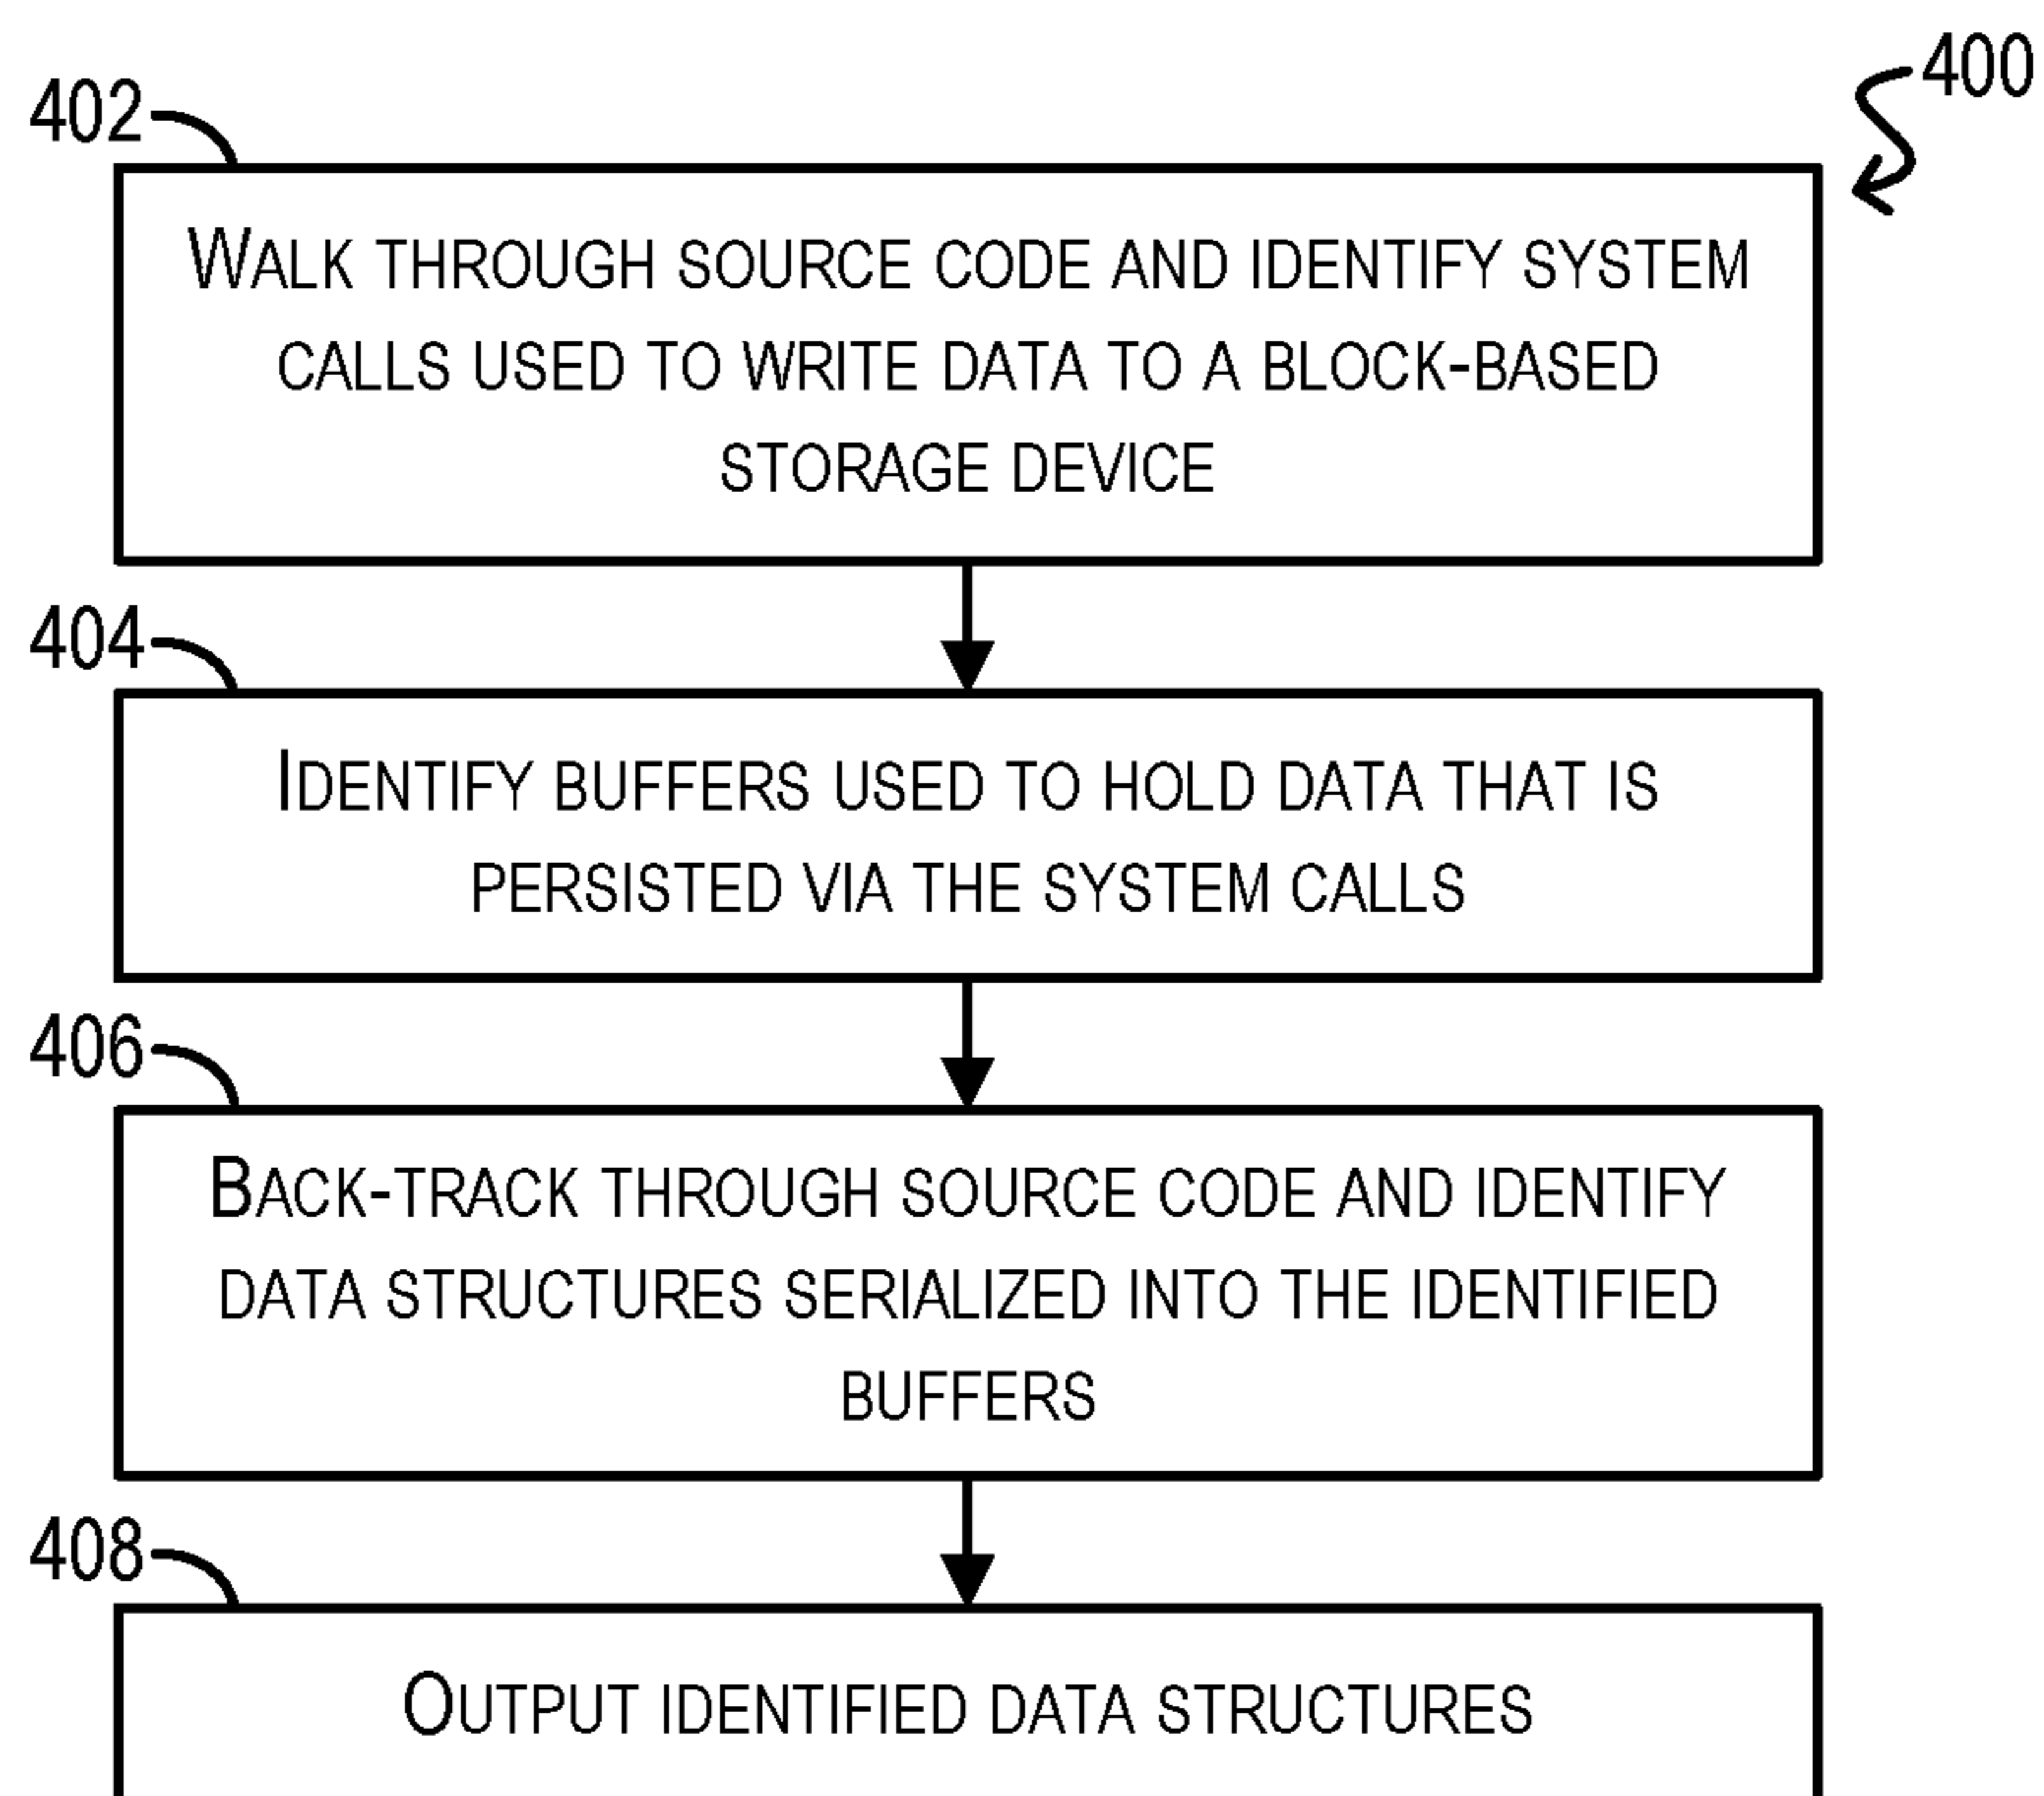 400
402
WALK THROUGH SOURCE CODE AND IDENTIFY SYSTEM
CALLS USED TO WRITE DATA TO A BLOCK-BASED
STORAGE DEVICE
404
IDENTIFY BUFFERS USED TO HOLD DATA THAT IS
PERSISTED VIA THE SYSTEM CALLS
406
BACK-TRACK THROUGH SOURCE CODE AND IDENTIFY
DATA STRUCTURES SERIALIZED INTO THE IDENTIFIED
BUFFERS
408
OUTPUT IDENTIFIED DATA STRUCTURES